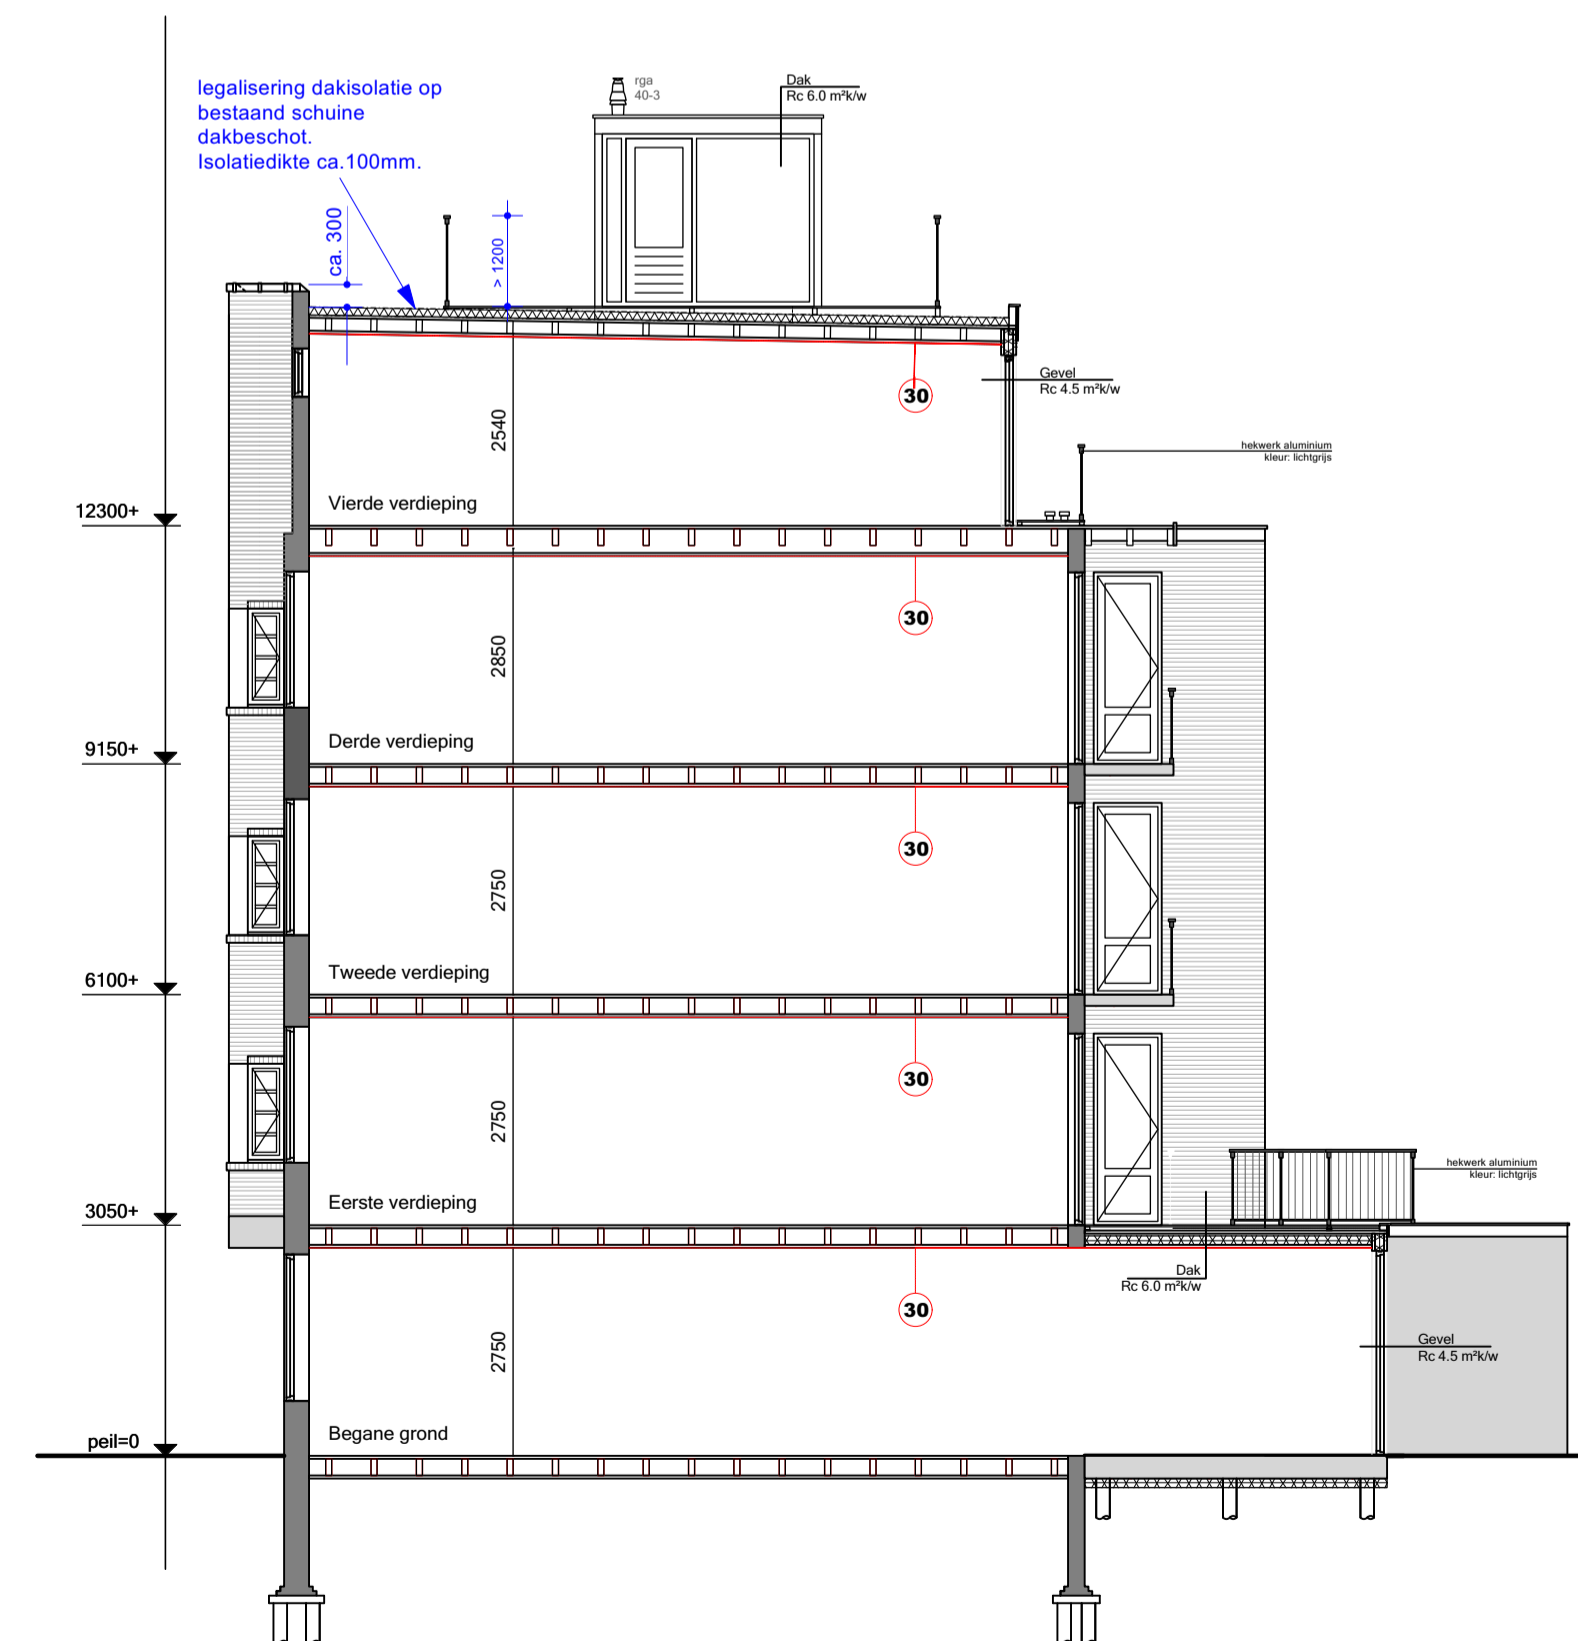 legalisering dakisolatie op
bestaand schuine
dakbeschot.
Isolatiedikte ca.100mm.
rga
40-3
Dak
Rc 6.0 m²k/w
ca. 300
> 1200
Gevel
Rc 4.5 m²k/w
30
2540
hekwerk aluminium
kleur: lichtgrijs
Vierde verdieping
12300+
30
2850
Derde verdieping
9150+
30
2750
Tweede verdieping
6100+
30
2750
hekwerk aluminium
kleur: lichtgrijs
Eerste verdieping
3050+
Dak
Rc 6.0 m²k/w
30
2750
Gevel
Rc 4.5 m²k/w
Begane grond
peil=0